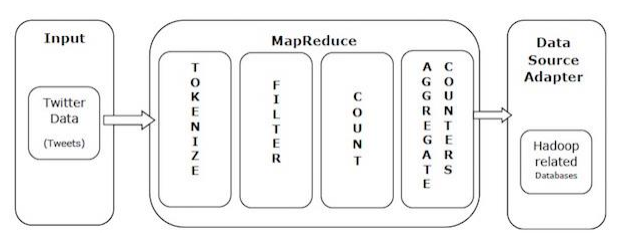 Input
Twitter
Data
(Tweets)
MapReduce
TOKENIZE
FILTER
COUNT
AGGREGATE
COUNTERS
Data
Source
Adapter
Hadoop
related
Databases